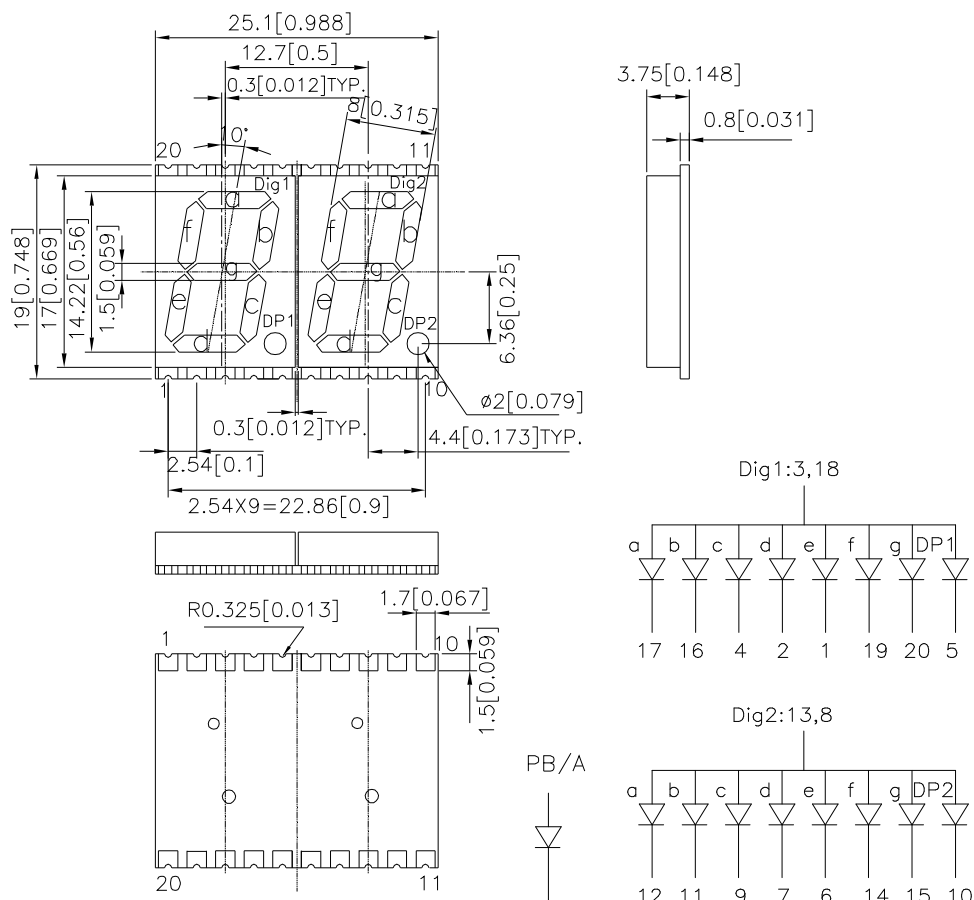 25.1[0.988]
12.7[0.5]
0.3[0.012]TYP.
8[0.315]
10°
20
11
Dig1
Dig2
a
f
b
g
e
c
d
DP1
a
f
b
g
e
c
d
DP2
19[0.748]
17[0.669]
14.22[0.56]
1.5[0.059]
6.36[0.25]
1
10
ø2[0.079]
0.3[0.012]TYP.
4.4[0.173]TYP.
2.54[0.1]
2.54X9=22.86[0.9]
3.75[0.148]
0.8[0.031]
R0.325[0.013]
1.7[0.067]
1
10
1.5[0.059]
20
11
Dig1:3,18
a b c d e f g DP1
17 16 4 2 1 19 20 5
Dig2:13,8
PB/A
a b c d e f g DP2
12 11 9 7 6 14 15 10